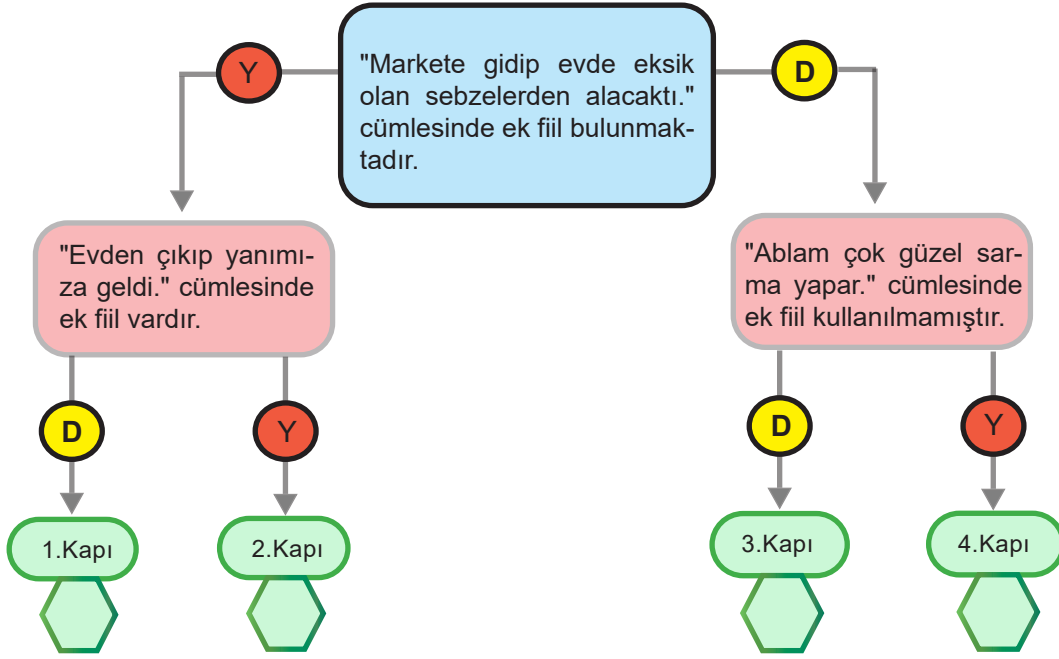 Y
"Markete gidip evde eksik
olan sebzelerden alacaktı."
cümlesinde ek fiil bulunmak-
tadır.
D
"Evden çıkıp yanımı-
za geldi." cümlesinde
ek fiil vardır.
"Ablam çok güzel sar-
ma yapar." cümlesinde
ek fiil kullanılmamıştır.
D
Y
D
Y
1.Kapı
2.Kapı
3.Kapı
4.Kapı